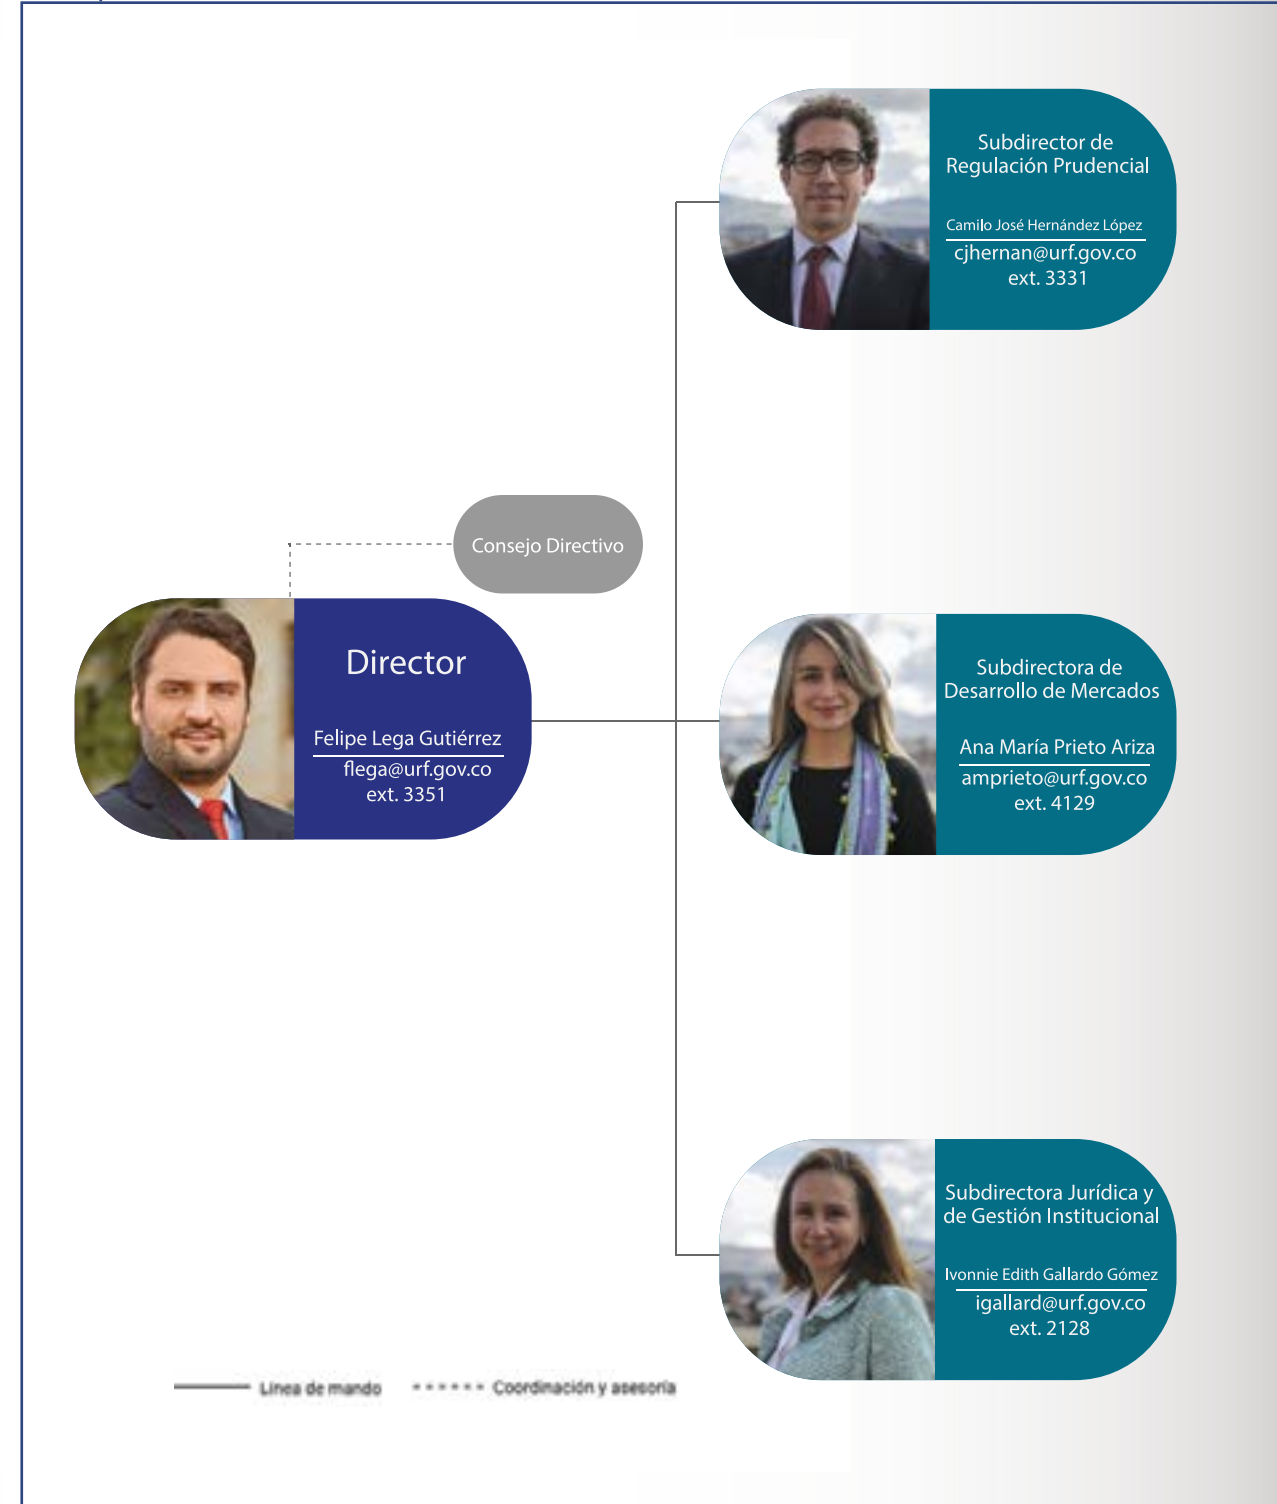 Subdirector de
Regulación Prudencial
Camilo José Hernández López
cjhernan@urf.gov.co
ext. 3331
Consejo Directivo
Director
Felipe Lega Gutiérrez
flega@urf.gov.co
ext. 3351
Subdirectora de
Desarrollo de Mercados
Ana María Prieto Ariza
amprieto@urf.gov.co
ext. 4129
Subdirectora Jurídica y
de Gestión Institucional
Ivonnie Edith Gallardo Gómez
igallard@urf.gov.co
ext. 2128
Línea de mando
Coordinación y asesoría